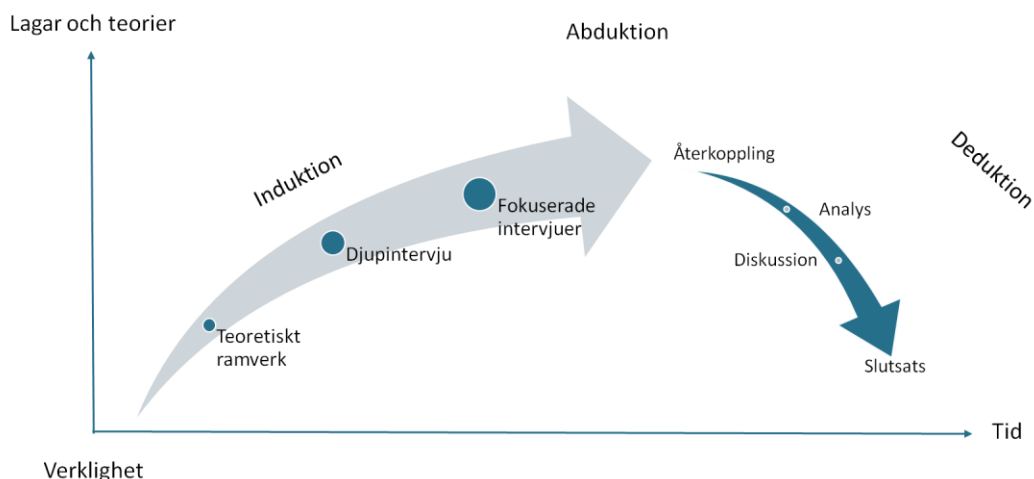 Lagar och teorier
Abduktion
Induktion
Deduktion
Återkoppling
Fokuserade
intervjuer
Analys
Djupintervju
Diskussion
Teoretiskt
ramverk
Slutsats
Tid
Verklighet